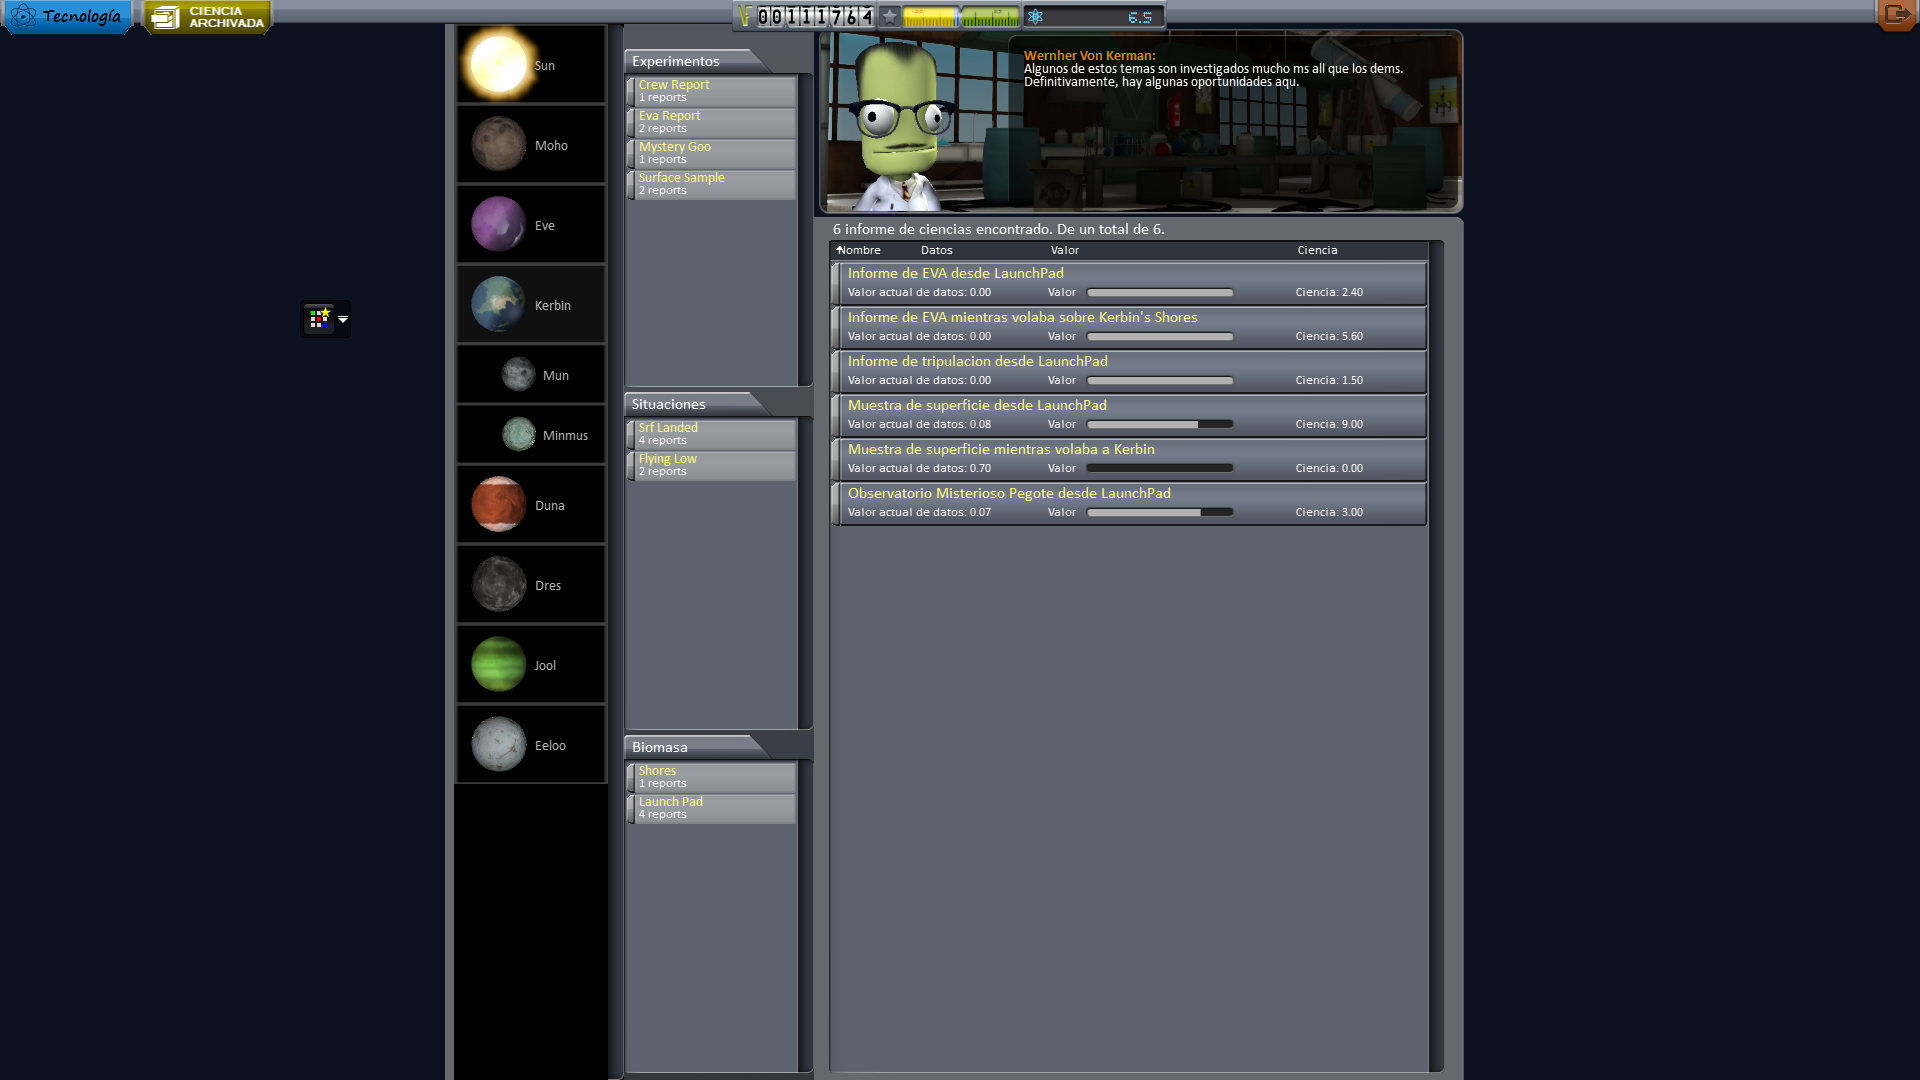 Tecnología
CIENCIA
ARCHIVADA
00111764
6.5
Sun
Moho
Eve
Kerbin
Mun
Minmus
Duna
Dres
Jool
Eeloo
Experimentos
Crew Report
1 reports
Eva Report
2 reports
Mystery Goo
1 reports
Surface Sample
2 reports
Situaciones
Srf Landed
4 reports
Flying Low
2 reports
Biomasa
Shores
1 reports
Launch Pad
4 reports
Wernher Von Kerman:
Algunos de estos temas son investigados mucho ms all que los dems.
Definitivamente, hay algunas oportunidades aqu.
6 informe de ciencias encontrado. De un total de 6.
Nombre Datos Valor Ciencia
Informe de EVA desde LaunchPad
Valor actual de datos: 0.00 Valor Ciencia: 2.40
Informe de EVA mientras volaba sobre Kerbin's Shores
Valor actual de datos: 0.00 Valor Ciencia: 5.60
Informe de tripulacion desde LaunchPad
Valor actual de datos: 0.00 Valor Ciencia: 1.50
Muestra de superficie desde LaunchPad
Valor actual de datos: 0.08 Valor Ciencia: 9.00
Muestra de superficie mientras volaba a Kerbin
Valor actual de datos: 0.70 Valor Ciencia: 0.00
Observatorio Misterioso Pegote desde LaunchPad
Valor actual de datos: 0.07 Valor Ciencia: 3.00